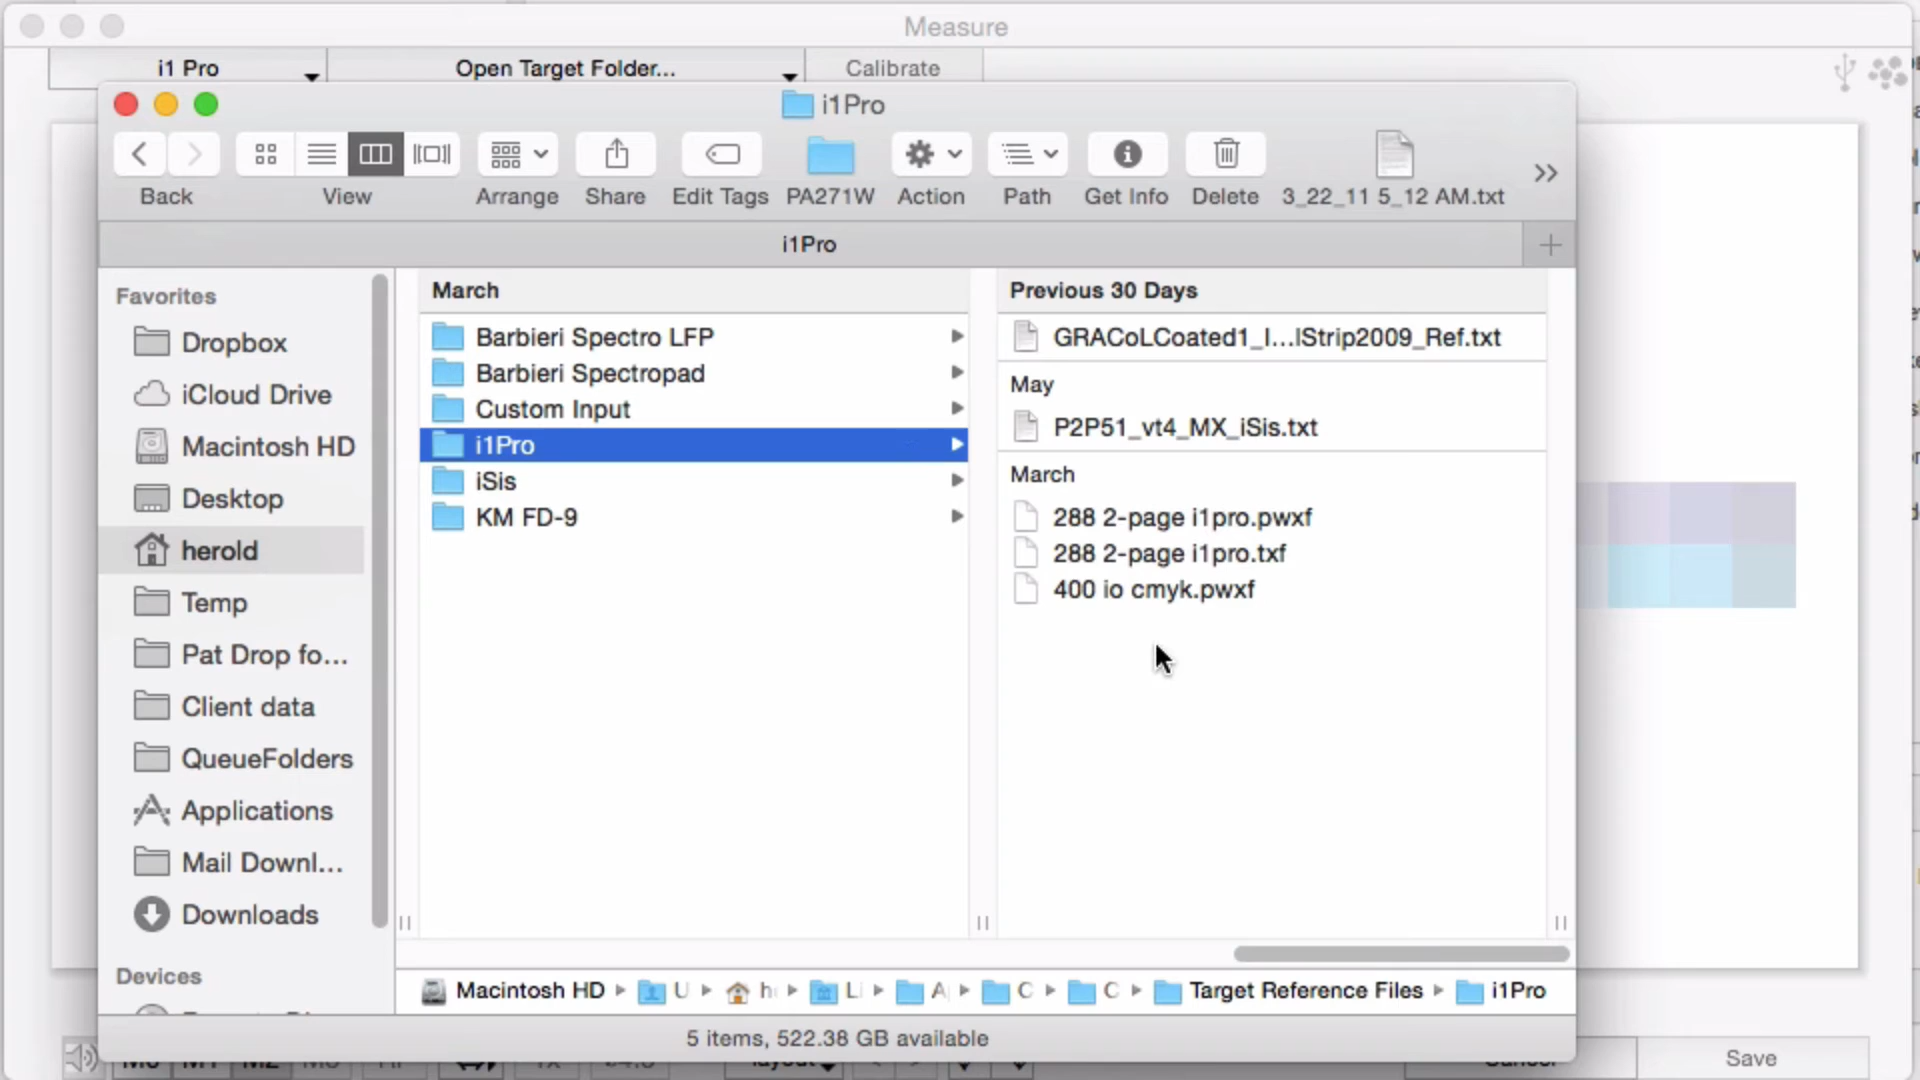 Measure
i1 Pro
Open Target Folder...
Calibrate
i1Pro
Back
View
Arrange
Share
Edit Tags
PA271W
Action
Path
Get Info
Delete
3_22_11 5_12 AM.txt
i1Pro
Favorites
Dropbox
iCloud Drive
Macintosh HD
Desktop
herold
Temp
Pat Drop fo...
Client data
QueueFolders
Applications
Mail Downl...
Downloads
Devices
March
Barbieri Spectro LFP
Barbieri Spectropad
Custom Input
i1Pro
iSis
KM FD-9
Previous 30 Days
GRACoLCoated1_I...lStrip2009_Ref.txt
May
P2P51_vt4_MX_iSis.txt
March
288 2-page i1pro.pwxf
288 2-page i1pro.txf
400 io cmyk.pwxf
Macintosh HD U h Li A C C Target Reference Files i1Pro
5 items, 522.38 GB available
Save